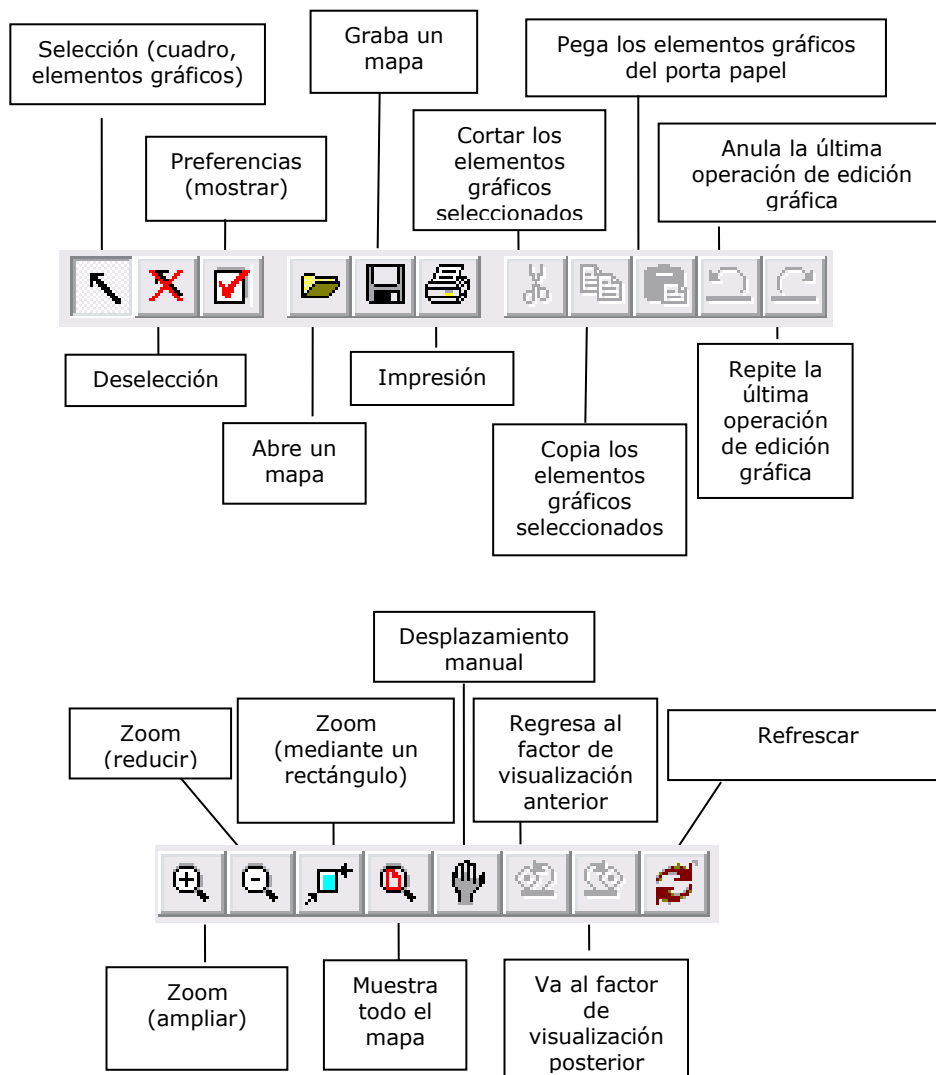 Selección (cuadro,
elementos gráficos)
Graba un
mapa
Pega los elementos gráficos
del porta papel
Preferencias
(mostrar)
Cortar los
elementos
gráficos
seleccionados
Anula la última
operación de edición
gráfica
Deselección
Abre un
mapa
Impresión
Copia los
elementos
gráficos
seleccionados
Repite la
última
operación
de edición
gráfica
Desplazamiento
manual
Zoom
(reducir)
Zoom
(mediante un
rectángulo)
Regresa al
factor de
visualización
anterior
Refrescar
Zoom
(ampliar)
Muestra
todo el
mapa
Va al factor
de
visualización
posterior